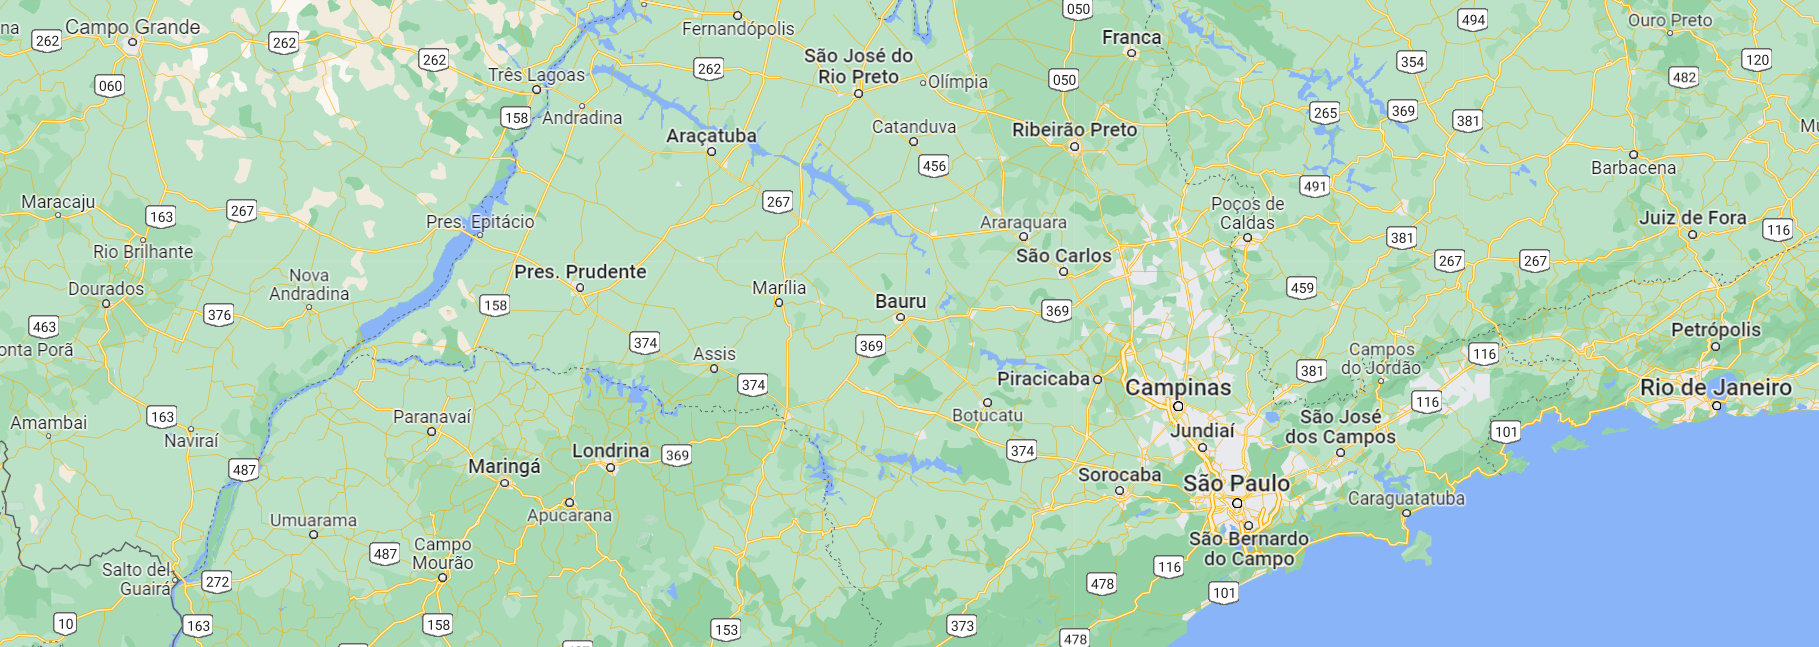 050
494
Ouro Preto
na
262
Campo Grande
262
Fernandópolis
Franca
354
120
262
São José do
Rio Preto
262
Três Lagoas
Olímpia
050
482
060
158
Andradina
265
369
381
Catanduva
Ribeirão Preto
Araçatuba
456
Barbacena
491
Maracaju
163
267
267
Poços de
Caldas
Juiz de Fora
116
Pres. Epitácio
Araraquara
381
Rio Brilhante
São Carlos
267
267
Pres. Prudente
Nova
Andradina
Dourados
Marília
459
Bauru
158
376
369
463
Petrópolis
onta Porã
374
369
Assis
Campos
do Jordão
116
374
381
Piracicaba
Campinas
Rio de Janeiro
116
163
Paranavaí
Botucatu
São José
dos Campos
Amambai
Naviraí
Jundiaí
101
Londrina
369
374
487
Maringá
Sorocaba
São Paulo
Caraguatatuba
Apucarana
Umuarama
São Bernardo
do Campo
487
Campo
Mourão
116
Salto del
Guairá
272
478
101
10
163
158
153
373
478